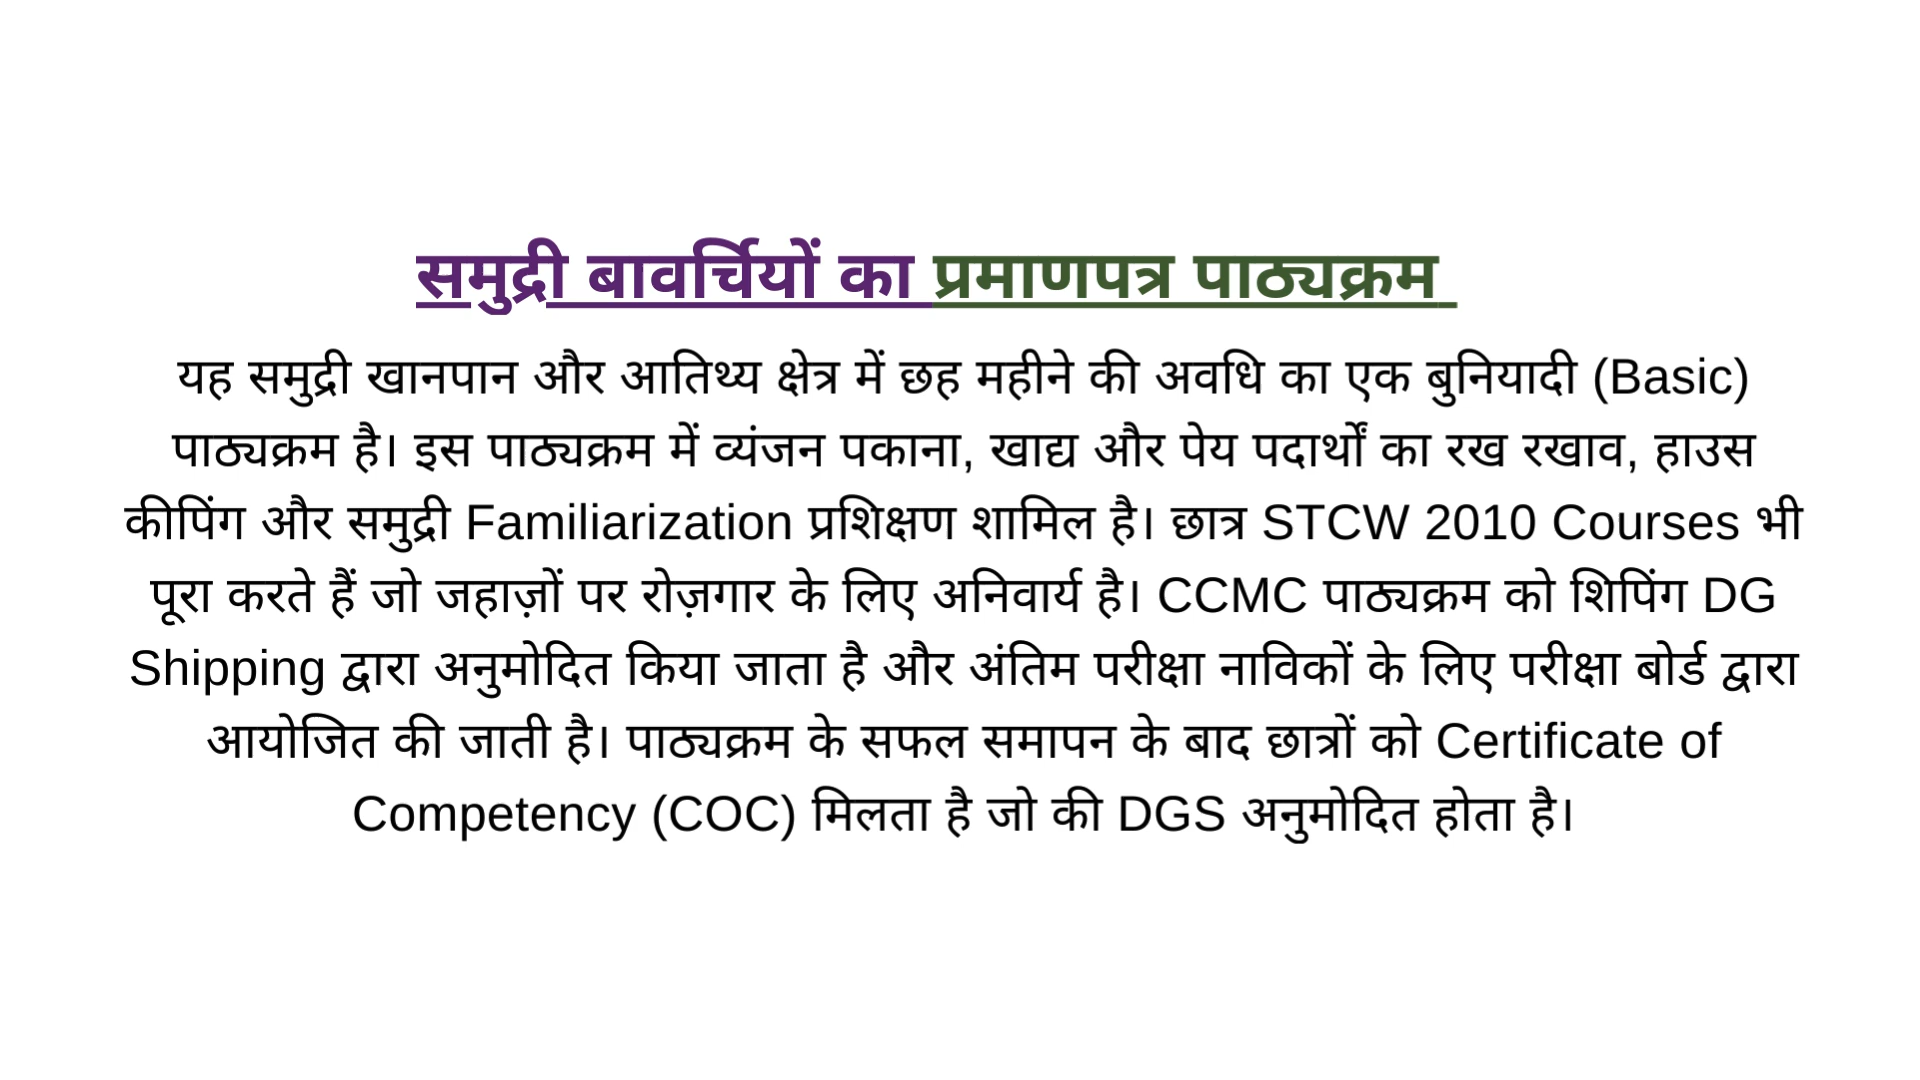 समुद्री बावर्चियों का प्रमाणपत्र पाठ्यक्रम
यह समुद्री खानपान और आतिथ्य क्षेत्र में छह महीने की अवधि का एक बुनियादी (Basic)
पाठ्यक्रम है। इस पाठ्यक्रम में व्यंजन पकाना, खाद्य और पेय पदार्थों का रख रखाव, हाउस
कीपिंग और समुद्री Familiarization प्रशिक्षण शामिल है। छात्र STCW 2010 Courses भी
पूरा करते हैं जो जहाज़ों पर रोज़गार के लिए अनिवार्य है। CCMC पाठ्यक्रम को शिपिंग DG
Shipping द्वारा अनुमोदित किया जाता है और अंतिम परीक्षा नाविकों के लिए परीक्षा बोर्ड द्वारा
आयोजित की जाती है। पाठ्यक्रम के सफल समापन के बाद छात्रों को Certificate of
Competency (COC) मिलता है जो की DGS अनुमोदित होता है।